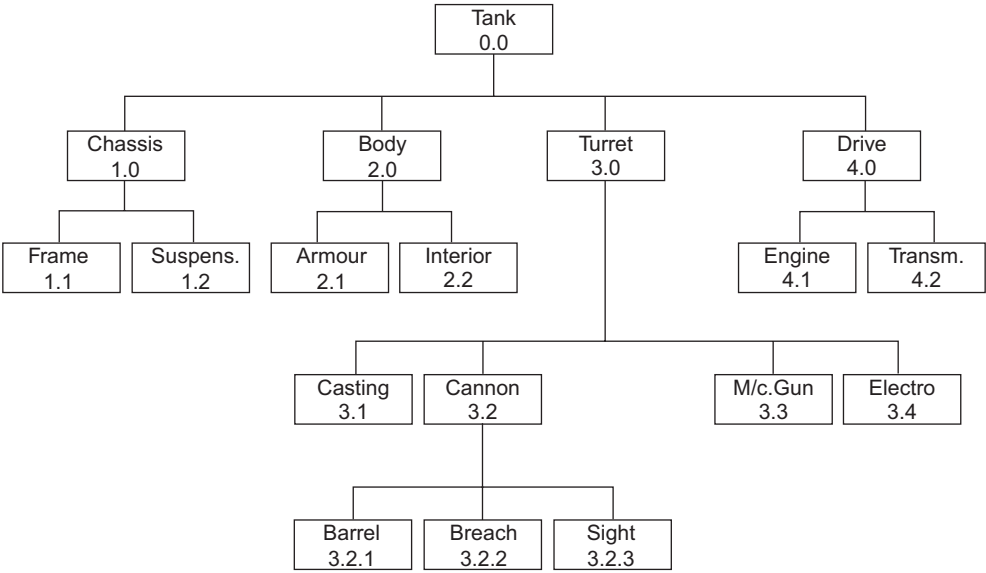 Tank
0.0
Chassis
1.0
Body
2.0
Turret
3.0
Drive
4.0
Frame
1.1
Suspens.
1.2
Armour
2.1
Interior
2.2
Engine
4.1
Transm.
4.2
Casting
3.1
Cannon
3.2
M/c.Gun
3.3
Electro
3.4
Barrel
3.2.1
Breach
3.2.2
Sight
3.2.3